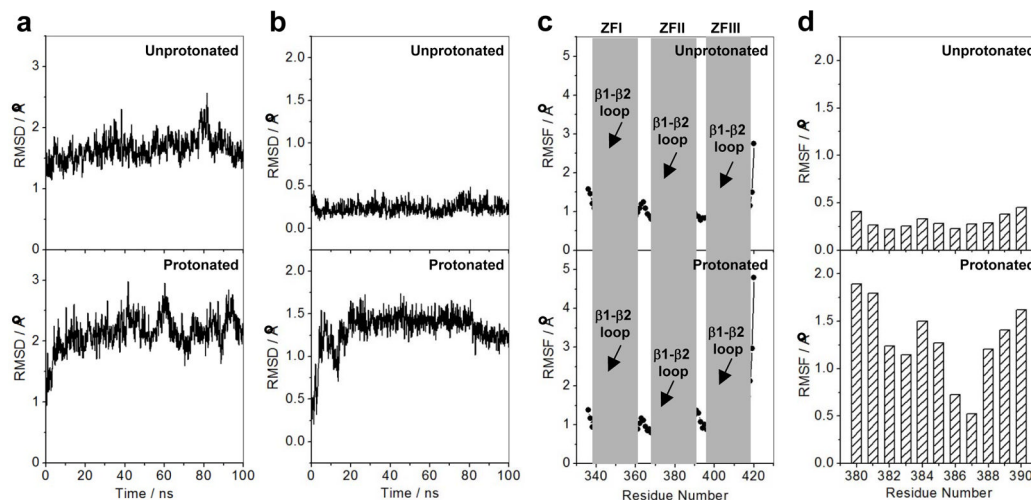 a
b
c
d
ZFI ZFII ZFIII
Unprotonated
3
2
1
0
RMSD / Å
Protonated
3
2
1
0
RMSD / Å
0 20 40 60 80 100
Time / ns
Unprotonated
2.0
1.5
1.0
0.5
0.0
RMSD / Å
Protonated
2.0
1.5
1.0
0.5
0.0
RMSD / Å
0 20 40 60 80 100
Time / ns
Unprotonated
5
4
3
2
1
0
RMSF / Å
β1-β2
loop
β1-β2
loop
β1-β2
loop
Protonated
5
4
3
2
1
0
RMSF / Å
β1-β2
loop
β1-β2
loop
β1-β2
loop
340 360 380 400 420
Residue Number
Unprotonated
2.0
1.5
1.0
0.5
0.0
RMSF / Å
Protonated
2.0
1.5
1.0
0.5
0.0
RMSF / Å
380 382 384 386 388 390
Residue Number